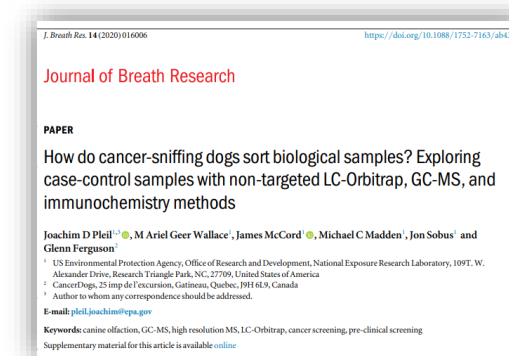 J. Breath Res. 14 (2020) 016006 https://doi.org/10.1088/1752-7163/ab4
Journal of Breath Research
PAPER
How do cancer-sniffing dogs sort biological samples? Exploring
case-control samples with non-targeted LC-Orbitrap, GC-MS, and
immunochemistry methods
Joachim D Pleil1,3, M Ariel Geer Wallace1, James McCord1, Michael C Madden1, Jon Sobus1 and
Glenn Ferguson2
1 US Environmental Protection Agency, Office of Research and Development, National Exposure Research Laboratory, 109T. W.
Alexander Drive, Research Triangle Park, NC, 27709, United States of America
2 CancerDogs, 25 imp de l'excursion, Gatineau, Quebec, J9H 6L9, Canada
3 Author to whom any correspondence should be addressed.
E-mail: pleil.joachim@epa.gov
Keywords: canine olfaction, GC-MS, high resolution MS, LC-Orbitrap, cancer screening, pre-clinical screening
Supplementary material for this article is available online